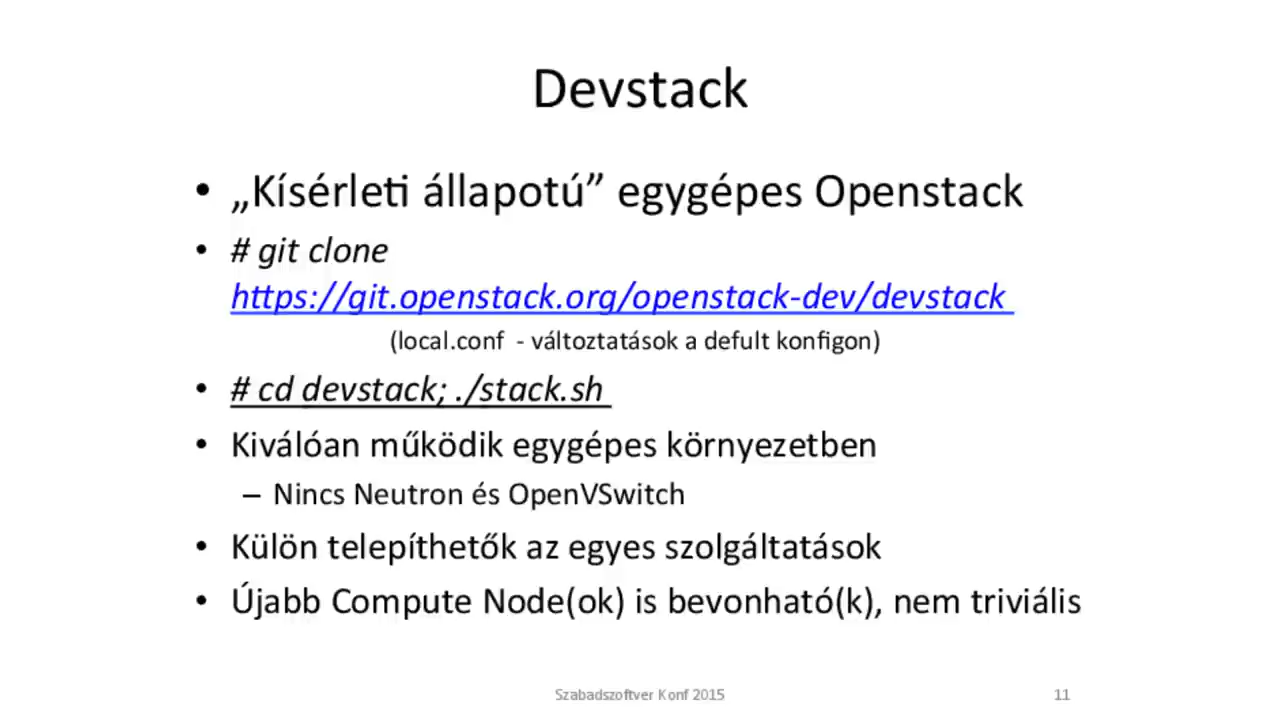 Devstack
• „Kísérleti állapotú” egygépes Openstack
• # git clone
https://git.openstack.org/openstack-dev/devstack
(local.conf - változtatások a defult konfigon)
• # cd devstack; ./stack.sh
• Kiválóan működik egygépes környezetben
– Nincs Neutron és OpenVSwitch
• Külön telepíthetők az egyes szolgáltatások
• Újabb Compute Node(ok) is bevonható(k), nem triviális
Szabadszoftver Konf 2015
11